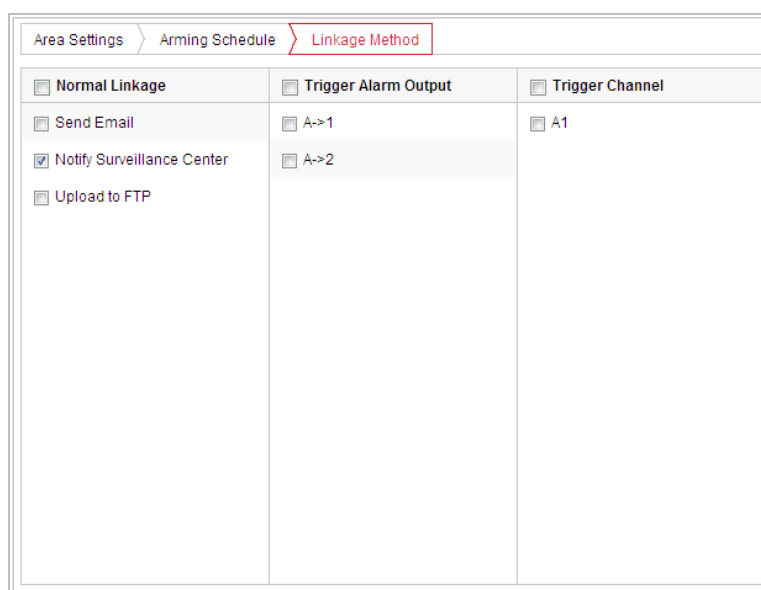 Area Settings Arming Schedule Linkage Method
Normal Linkage Trigger Alarm Output Trigger Channel
Send Email A->1 A1
Notify Surveillance Center A->2
Upload to FTP